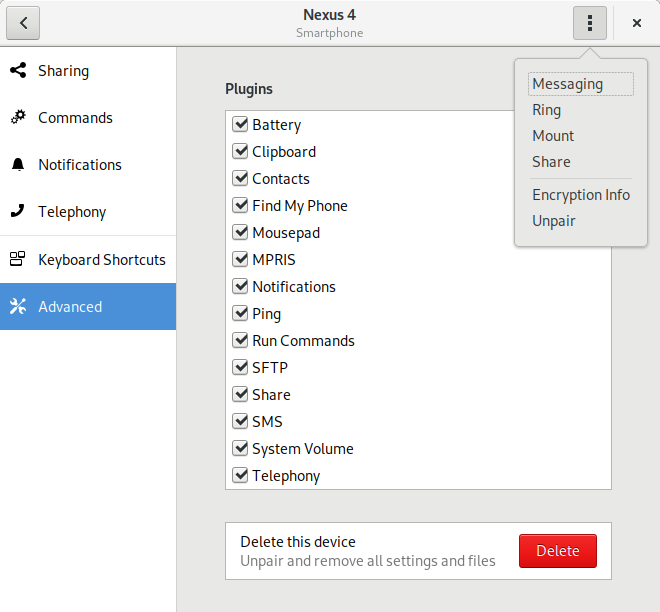 Nexus 4
Smartphone
Sharing
Commands
Notifications
Telephony
Keyboard Shortcuts
Advanced
Plugins
Battery
Clipboard
Contacts
Find My Phone
Mousepad
MPRIS
Notifications
Ping
Run Commands
SFTP
Share
SMS
System Volume
Telephony
Messaging
Ring
Mount
Share
Encryption Info
Unpair
Delete this device
Unpair and remove all settings and files
Delete